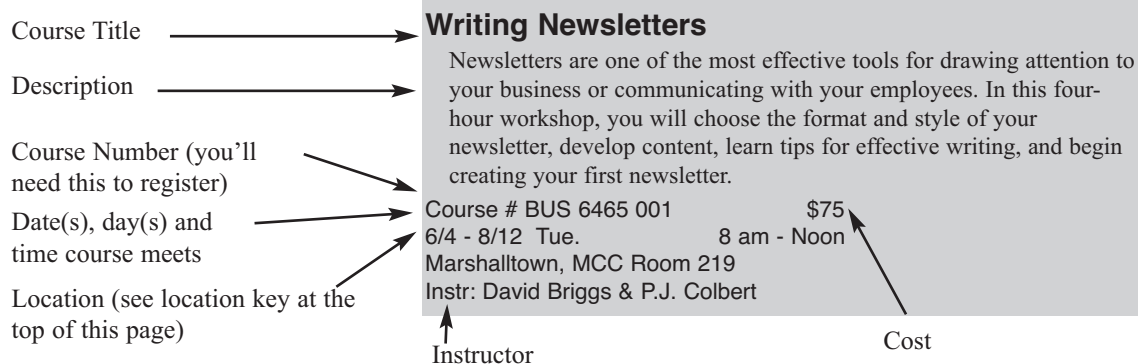 Course Title
Description
Course Number (you'll
need this to register)
Date(s), day(s) and
time course meets
Location (see location key at the
top of this page)
Writing Newsletters
Newsletters are one of the most effective tools for drawing attention to
your business or communicating with your employees. In this four-
hour workshop, you will choose the format and style of your
newsletter, develop content, learn tips for effective writing, and begin
creating your first newsletter.
Course # BUS 6465 001 $75
6/4 - 8/12 Tue. 8 am - Noon
Marshalltown, MCC Room 219
Instr: David Briggs & P.J. Colbert
Instructor
Cost